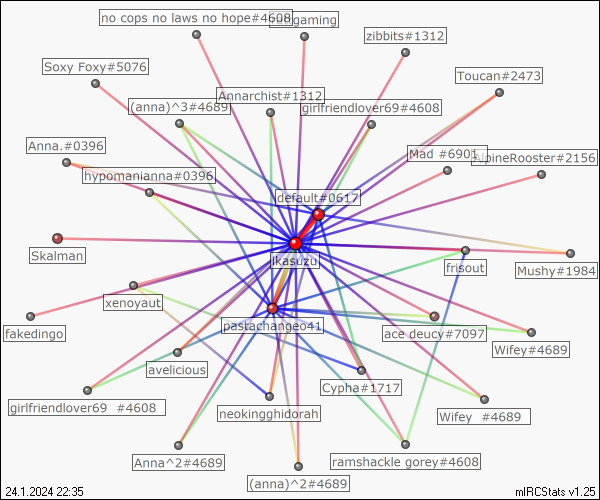 no cops no laws no hope#4608
gaming
zibbits#1312
Soxy Foxy#5076
Toucan#2473
Annarchist#1312
(anna)^3#4689
girlfriendlover69#4608
Anna.#0396
Mad #6901
AlpineRooster#2156
hypomanianna#0396
default#0617
Skalman
ikasuzu
frisout
Mushy#1984
xenoyaut
pastachangeo41
fakedingo
ace deucy#7097
Wifey#4689
avelicious
Cypha#1717
girlfriendlover69 #4608
neokingghidorah
Wifey #4689
Anna^2#4689
ramshackle gorey#4608
(anna)^2#4689
24.1.2024 22:35
mIRCStats v1.25